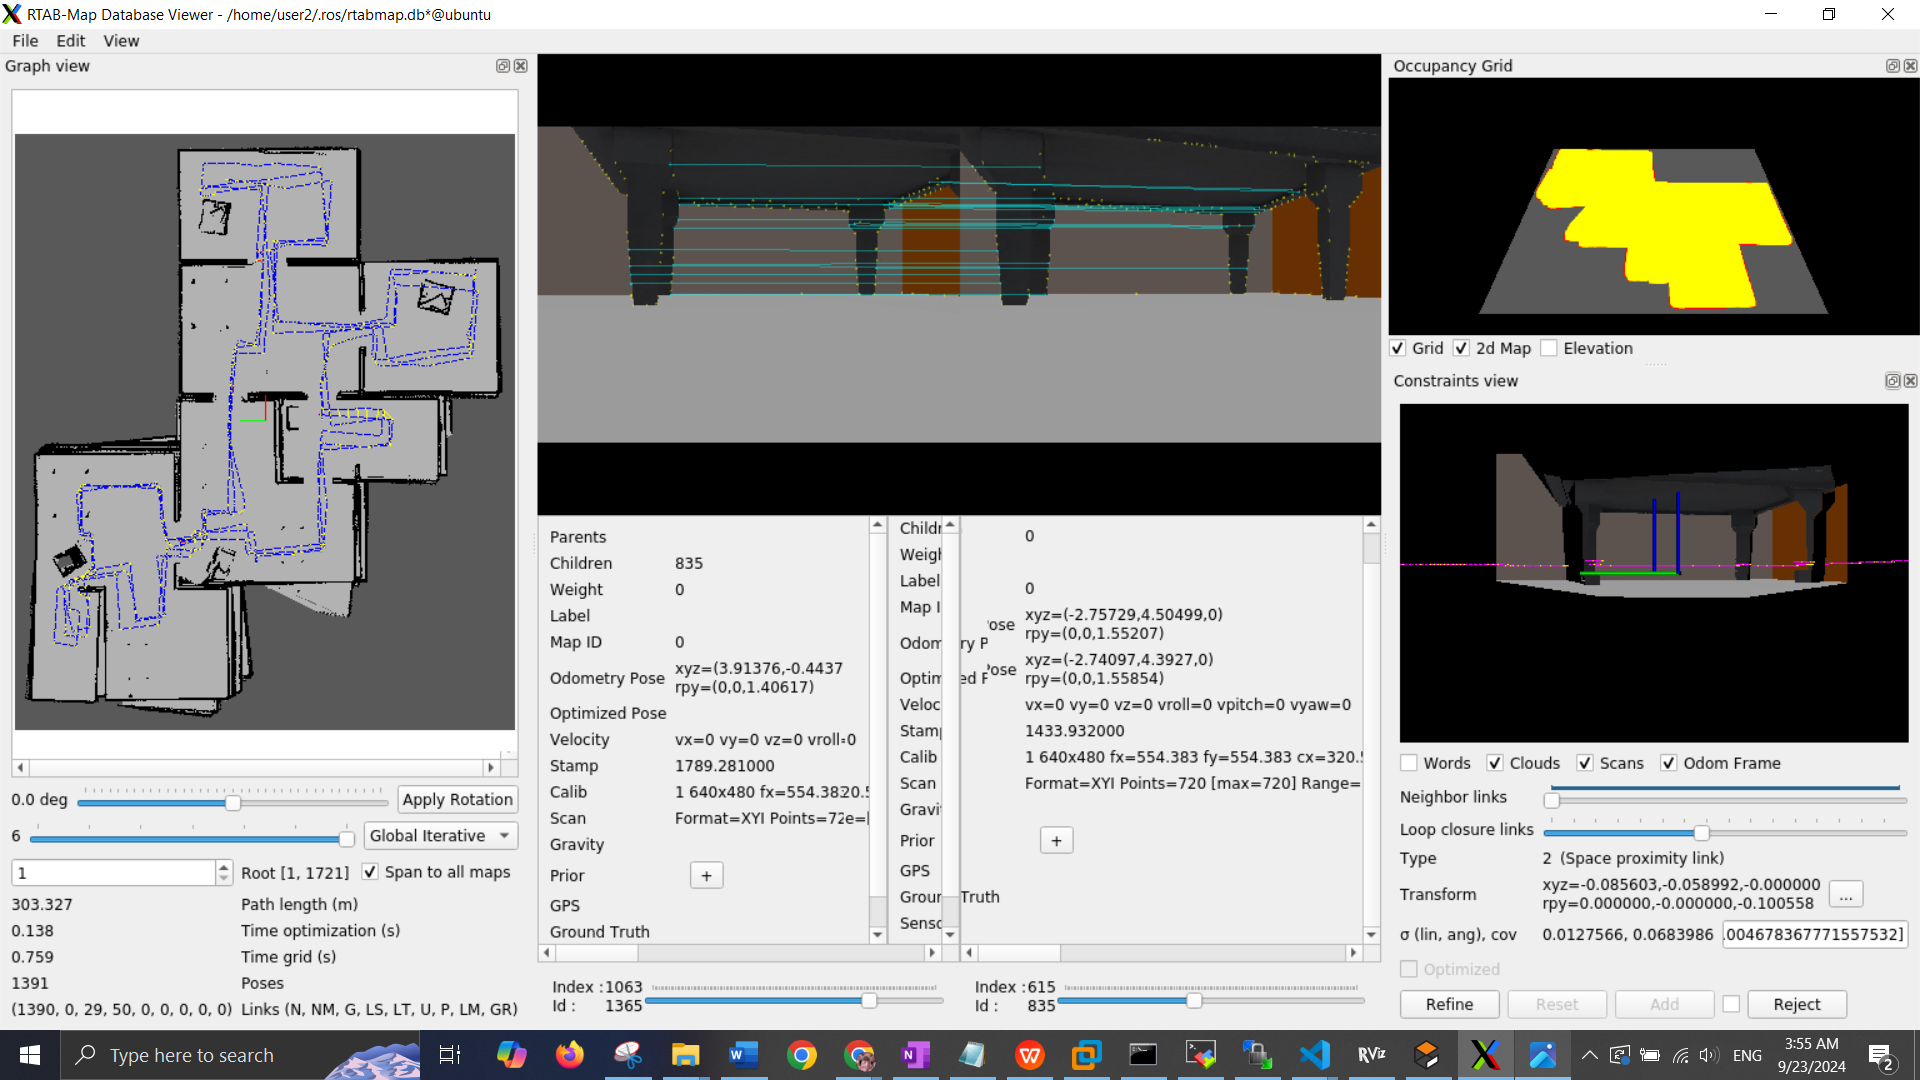 RTAB-Map Database Viewer - /home/user2/.ros/rtabmap.db*@ubuntu
File Edit View
Graph view
0.0 deg Apply Rotation
6 Global Iterative
1 Root [1, 1721] Span to all maps
303.327 Path length (m)
0.138 Time optimization (s)
0.759 Time grid (s)
1391 Poses
(1390, 0, 29, 50, 0, 0, 0, 0, 0) Links (N, NM, G, LS, LT, U, P, LM, GR)
Parents
Children 835
Weight 0
Label
Map ID 0
Odometry Pose xyz=(3.91376,-0.4437
rpy=(0,0,1.40617)
Optimized Pose
Velocity vx=0 vy=0 vz=0 vroll=0
Stamp 1789.281000
Calib 1 640x480 fx=554.38320.5
Scan Format=XYI Points=72e=
Gravity
Prior +
GPS
Ground Truth
Index :1063
Id : 1365
Childr 0
Weigh
Label 0
Map I
ose xyz=(-2.75729,4.50499,0)
rpy=(0,0,1.55207)
Odom ry P
ose xyz=(-2.74097,4.3927,0)
rpy=(0,0,1.55854)
Optim ed P
Veloc vx=0 vy=0 vz=0 vroll=0 vpitch=0 vyaw=0
Stam 1433.932000
Calib 1 640x480 fx=554.383 fy=554.383 cx=320.5
Scan Format=XYI Points=720 [max=720] Range=
Gravi
Prior +
GPS
Groun Truth
Senso
Index :615
Id : 835
Occupancy Grid
Grid 2d Map Elevation
Constraints view
Words Clouds Scans Odom Frame
Neighbor links
Loop closure links
Type 2 (Space proximity link)
Transform xyz=-0.085603,-0.058992,-0.000000
rpy=0.000000,-0.000000,-0.100558 ...
σ (lin, ang), cov 0.0127566, 0.0683986 .004678367771557532]
Optimized
Refine Reset Add Reject
Type here to search
RViz
ENG
3:55 AM
9/23/2024
2